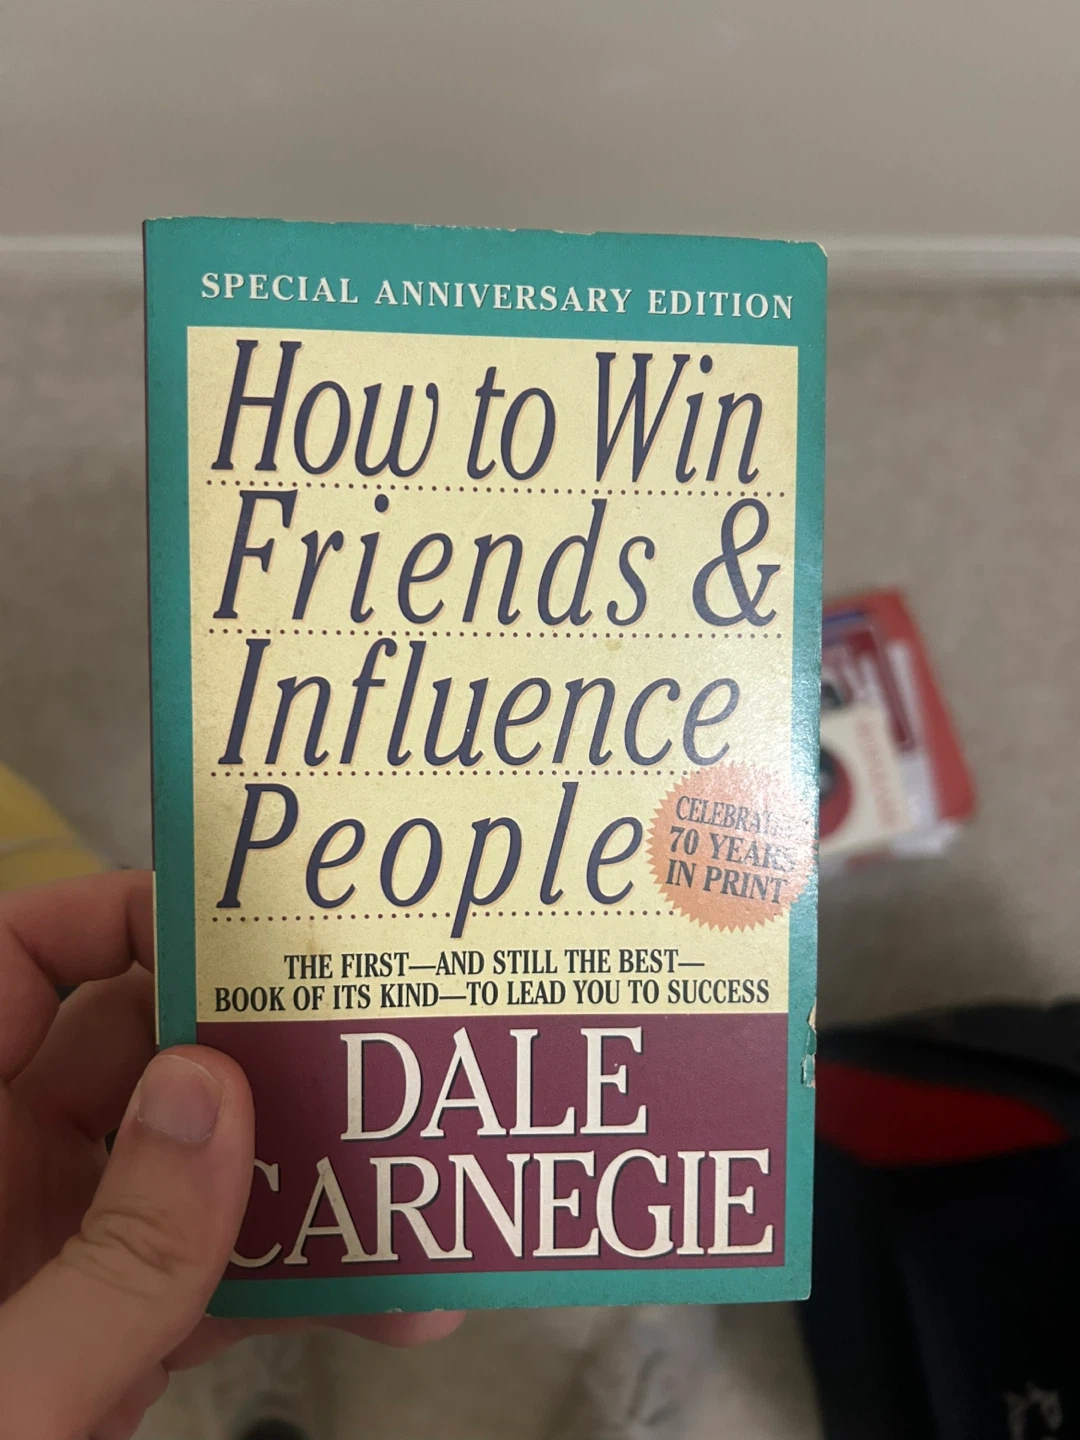 SPECIAL ANNIVERSARY EDITION
How to Win
Friends &
Influence
People
70 YEARS
IN PRINT
THE FIRST—AND STILL THE BEST—
BOOK OF ITS KIND—TO LEAD YOU TO SUCCESS
DALE
CARNEGIE